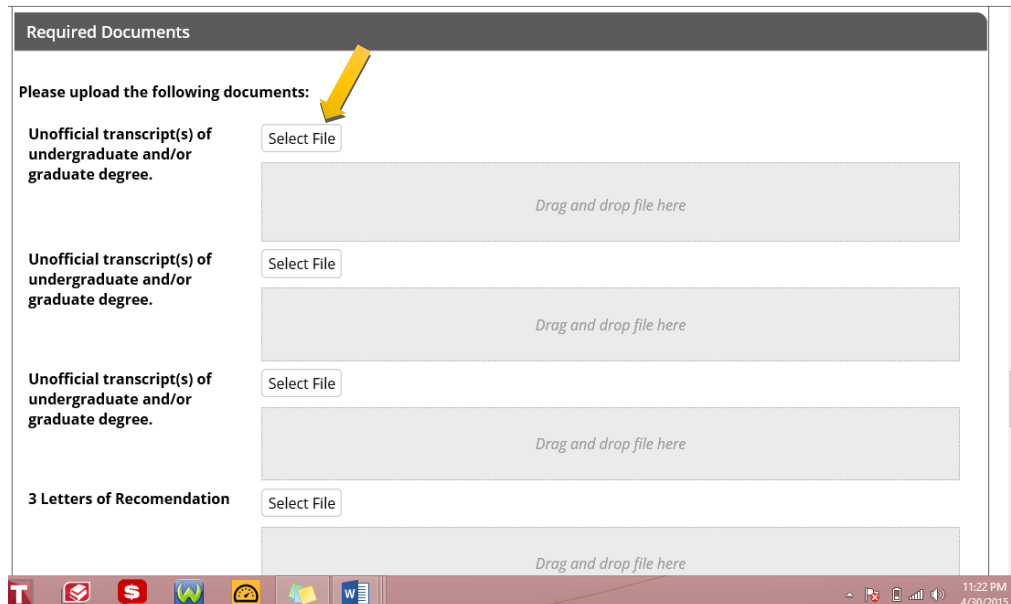 Required Documents
Please upload the following documents:
Unofficial transcript(s) of
undergraduate and/or
graduate degree.
Select File
Drag and drop file here
Unofficial transcript(s) of
undergraduate and/or
graduate degree.
Select File
Drag and drop file here
Unofficial transcript(s) of
undergraduate and/or
graduate degree.
Select File
Drag and drop file here
3 Letters of Recomendation
Select File
Drag and drop file here
T
$
W
W
11:22 PM
4/30/2015